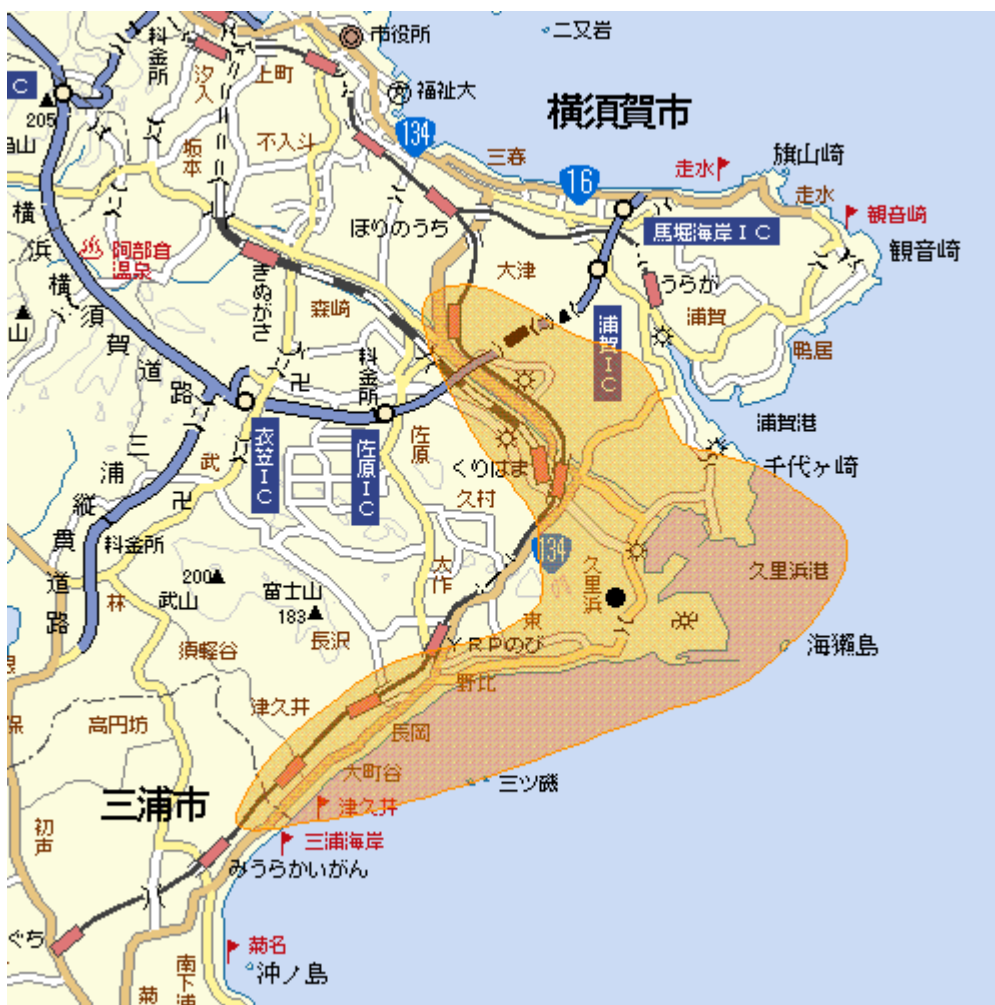 料金所
市役所
二又岩
汐入
上町
福祉大
C
205
横須賀市
134
不入斗
坂本
三春
16
走水
旗山崎
走水
観音崎
観音崎
ほりのうち
馬堀海岸IC
横浜横須賀道路
阿部倉
温泉
きぬがさ
大津
うらが
浦賀
森崎
浦賀IC
鴨居
山
料金所
卍
浦賀港
衣笠IC
佐原IC
佐原
くりはま
千代ヶ崎
三浦縦貫道路
武
卍
久村
134
久里浜港
料金所
大作
久里浜
200
武山
富士山
183
林
長沢
東
YRPのび
海獺島
須軽谷
野比
津久井
高円坊
保
長岡
大町谷
三ツ磯
三浦市
津久井
初声
三浦海岸
みうらかいがん
ぐち
菊名
沖ノ島
南下浦
菊